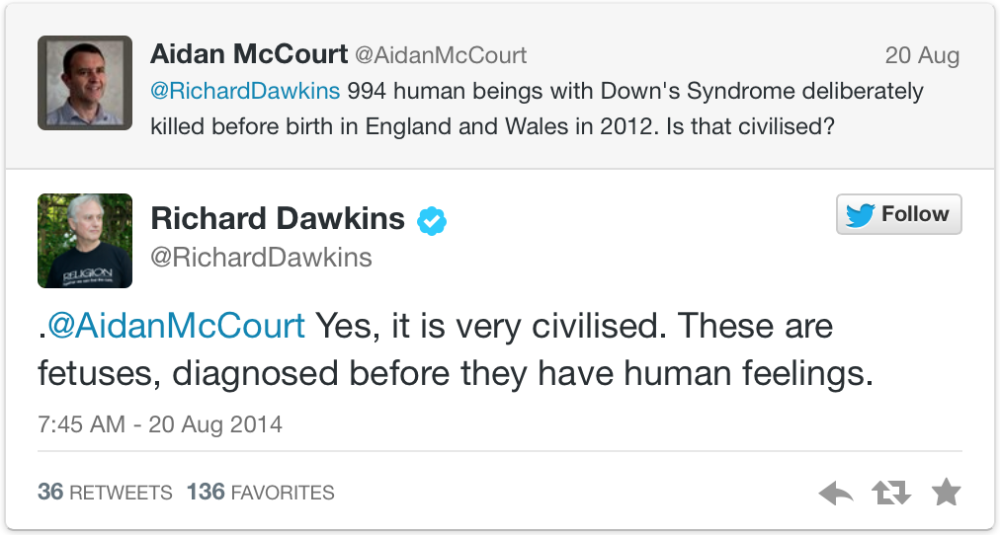 Aidan McCourt @AidanMcCourt 20 Aug
@RichardDawkins 994 human beings with Down's Syndrome deliberately
killed before birth in England and Wales in 2012. Is that civilised?
Richard Dawkins
Follow
@RichardDawkins
RELIGION
.@AidanMcCourt Yes, it is very civilised. These are
fetuses, diagnosed before they have human feelings.
7:45 AM - 20 Aug 2014
36 RETWEETS 136 FAVORITES